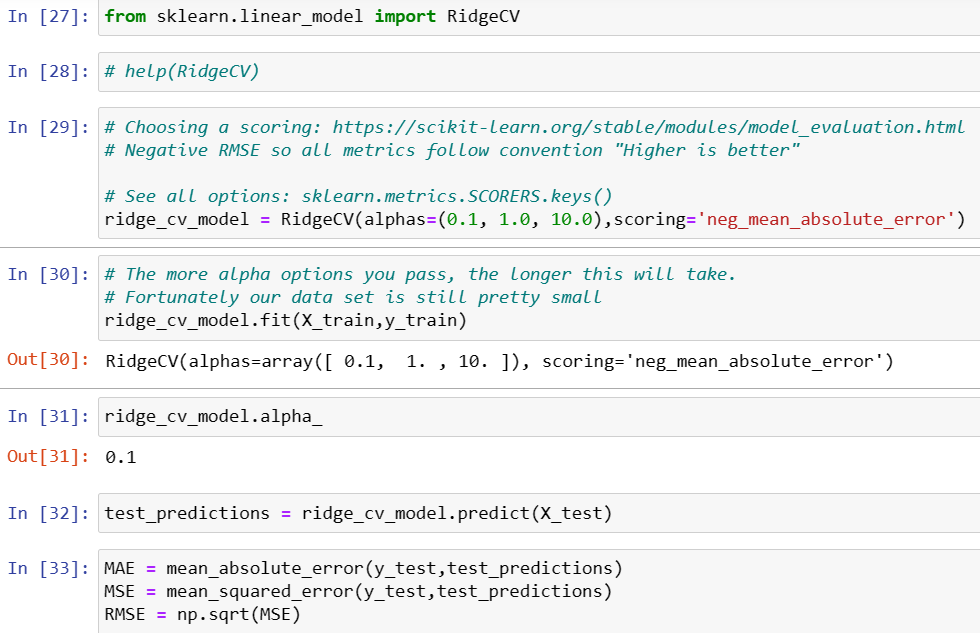 In [27]: from sklearn.linear_model import RidgeCV
In [28]: # help(RidgeCV)
In [29]: # Choosing a scoring: https://scikit-learn.org/stable/modules/model_evaluation.html
# Negative RMSE so all metrics follow convention "Higher is better"
# See all options: sklearn.metrics.SCORERS.keys()
ridge_cv_model = RidgeCV(alphas=(0.1, 1.0, 10.0),scoring='neg_mean_absolute_error')
In [30]: # The more alpha options you pass, the longer this will take.
# Fortunately our data set is still pretty small
ridge_cv_model.fit(X_train,y_train)
Out[30]: RidgeCV(alphas=array([ 0.1,  1. , 10. ]), scoring='neg_mean_absolute_error')
In [31]: ridge_cv_model.alpha_
Out[31]: 0.1
In [32]: test_predictions = ridge_cv_model.predict(X_test)
In [33]: MAE = mean_absolute_error(y_test,test_predictions)
MSE = mean_squared_error(y_test,test_predictions)
RMSE = np.sqrt(MSE)